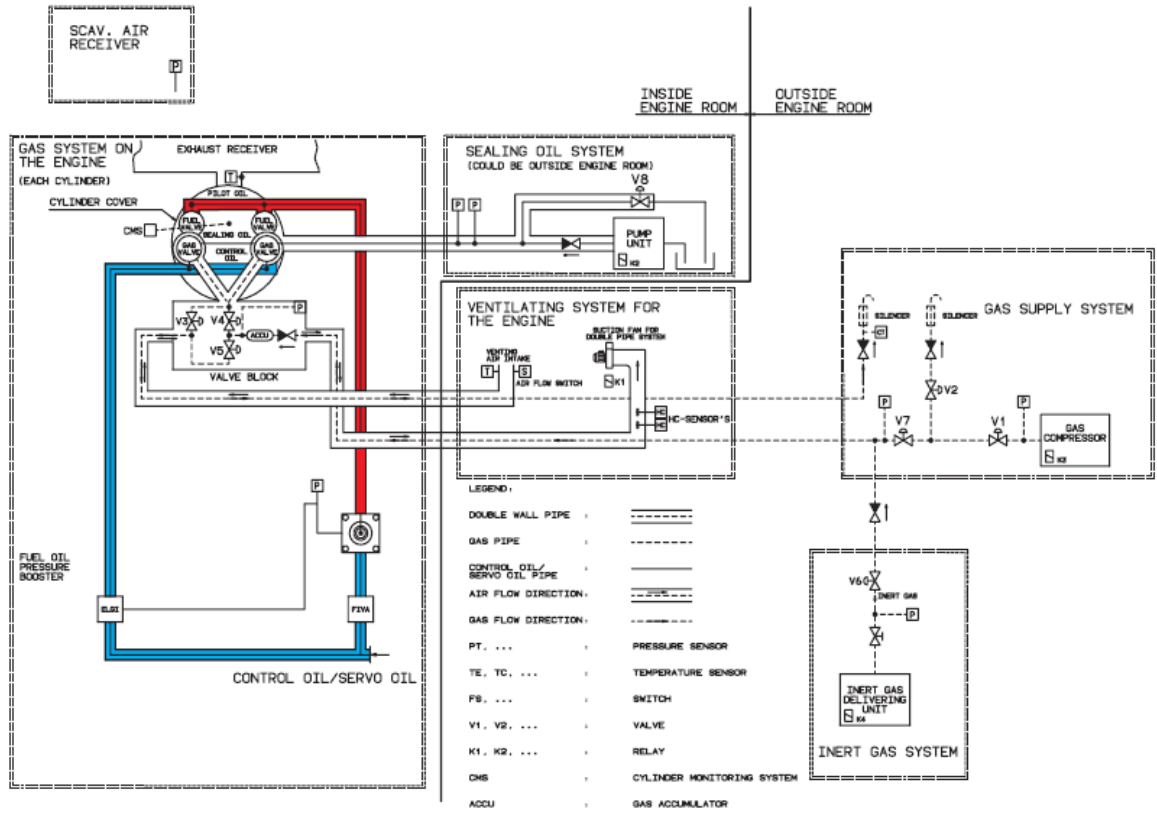 SCAV. AIR
RECEIVER
P
INSIDE
ENGINE ROOM
OUTSIDE
ENGINE ROOM
GAS SYSTEM ON
THE ENGINE
(EACH CYLINDER)
EXHAUST RECEIVER
T
PILOT OIL
CYLINDER COVER
FUEL
VALVE
FUEL
VALVE
CMS
SEALING OIL
GAS
VALVE
CONTROL
OIL
GAS
VALVE
P
V3
V4
ACCU
V5
VALVE BLOCK
P
FUEL OIL
PRESSURE
BOOSTER
ELGI
FIVA
CONTROL OIL/SERVO OIL
SEALING OIL SYSTEM
(COULD BE OUTSIDE ENGINE ROOM)
V8
P
P
PUMP
UNIT
K2
VENTILATING SYSTEM FOR
THE ENGINE
SUCTION FAN FOR
DOUBLE PIPE SYSTEM
VENTING
AIR INTAKE
T
S
AIR FLOW SWITCH
K1
HC
HC
HC-SENSOR'S
GAS SUPPLY SYSTEM
SILENCER
SILENCER
CT
V2
P
P
V7
V1
GAS
COMPRESSOR
K3
V6
INERT GAS
P
INERT GAS
DELIVERING
UNIT
K4
INERT GAS SYSTEM
LEGEND:
DOUBLE WALL PIPE :
GAS PIPE :
CONTROL OIL/
SERVO OIL PIPE :
AIR FLOW DIRECTION:
GAS FLOW DIRECTION:
PT, ... : PRESSURE SENSOR
TE, TC, ... : TEMPERATURE SENSOR
FS, ... : SWITCH
V1, V2, ... : VALVE
K1, K2, ... : RELAY
CMS : CYLINDER MONITORING SYSTEM
ACCU : GAS ACCUMULATOR